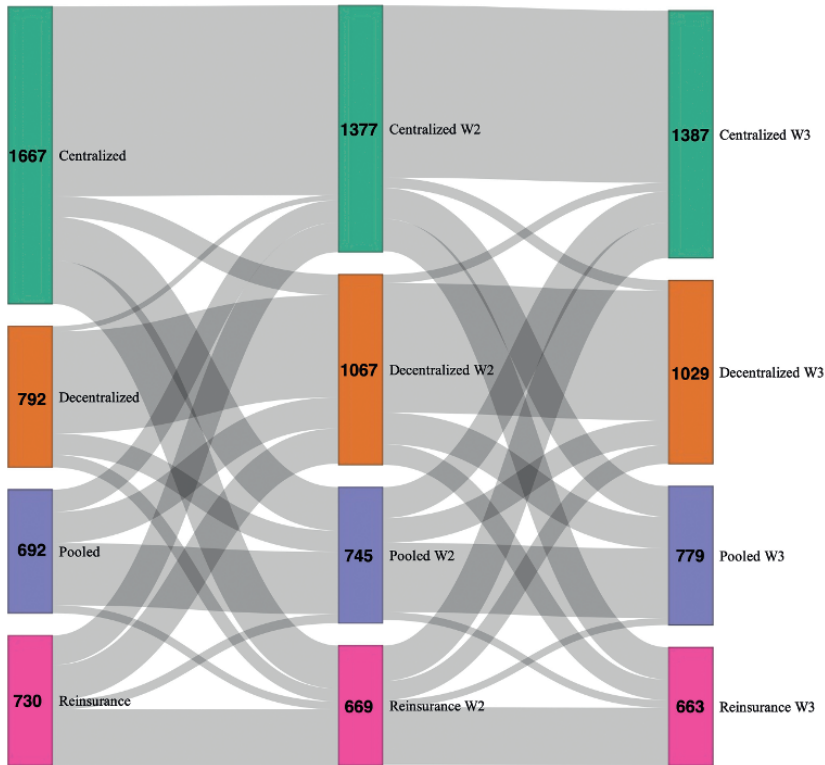 1667 Centralized
1377 Centralized W2
1387 Centralized W3
792 Decentralized
1067 Decentralized W2
1029 Decentralized W3
692 Pooled
745 Pooled W2
779 Pooled W3
730 Reinsurance
669 Reinsurance W2
663 Reinsurance W3